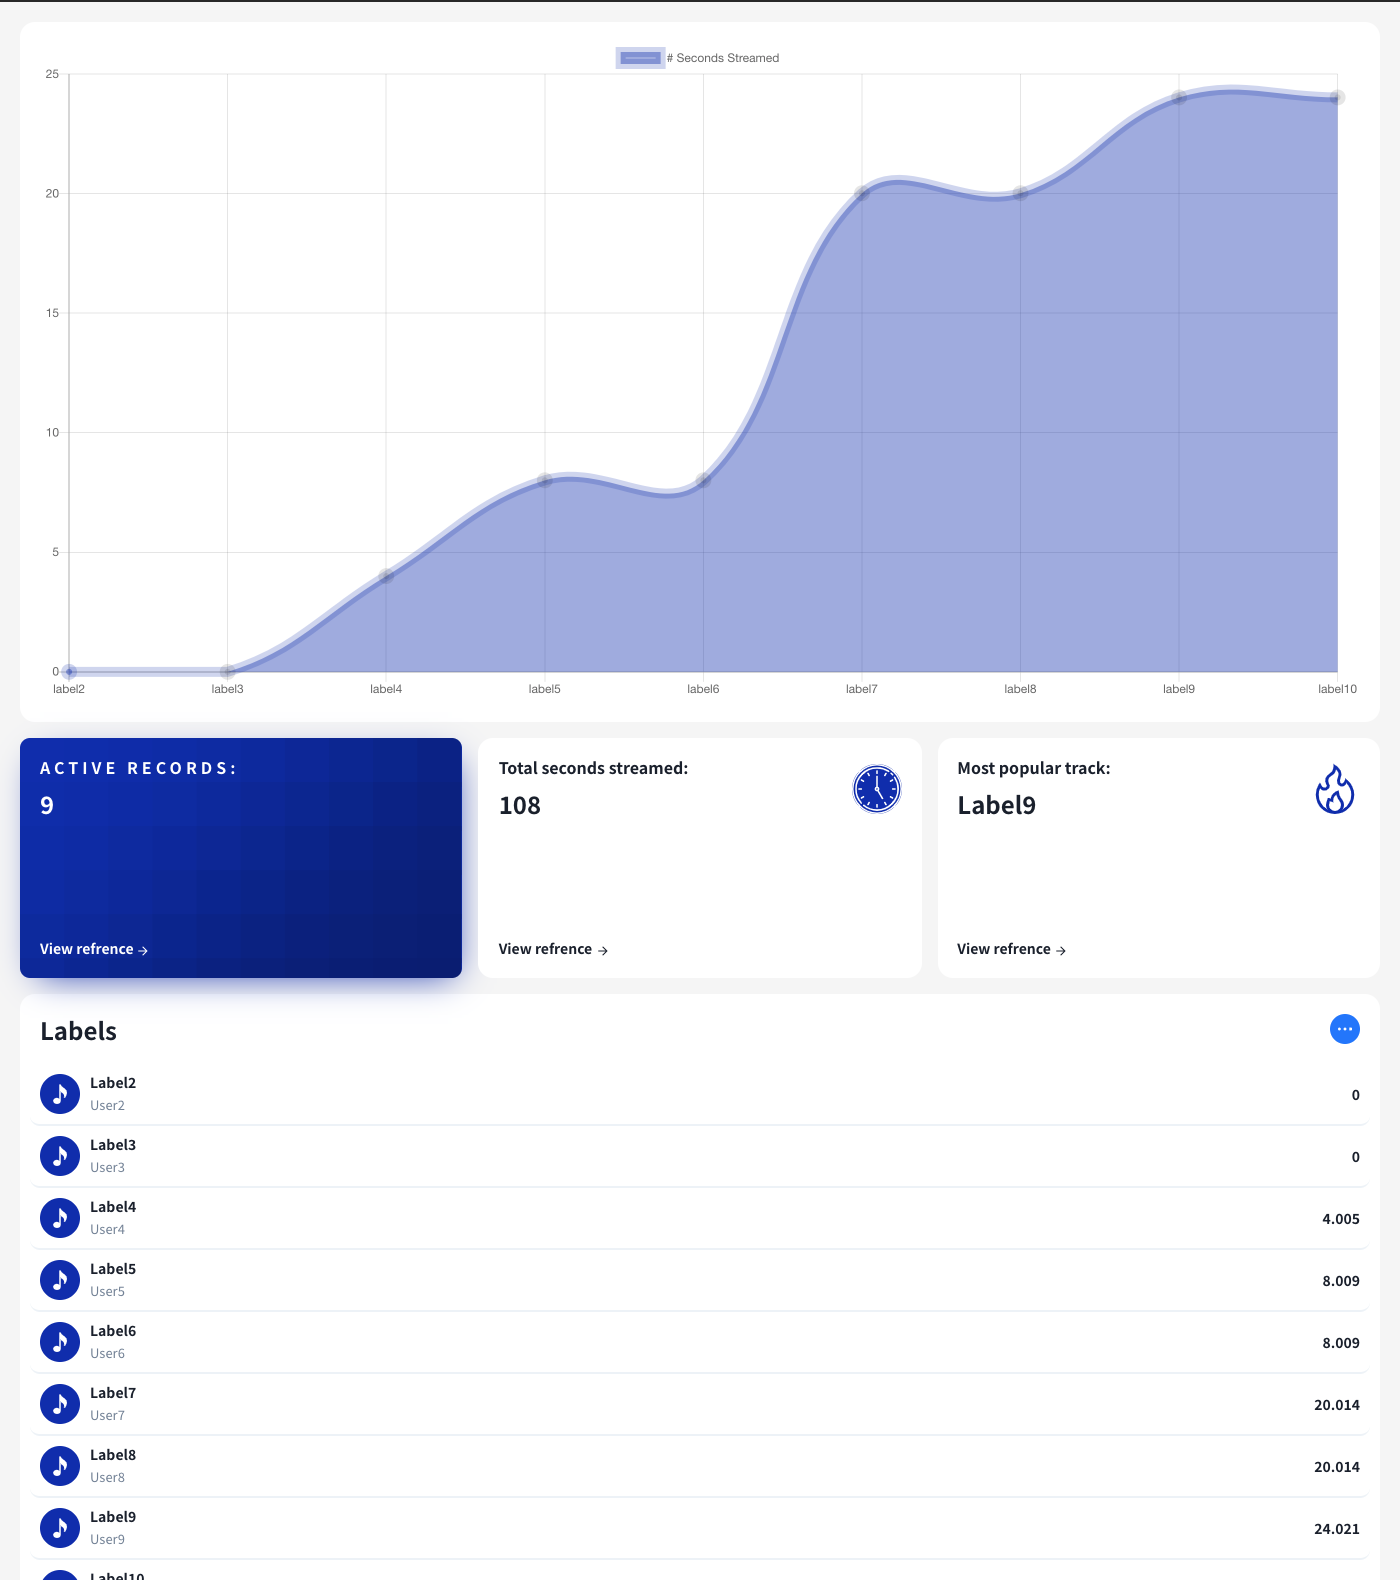 # Seconds Streamed
25
20
15
10
5
0
label2 label3 label4 label5 label6 label7 label8 label9 label10
ACTIVE RECORDS:
9
View refrence →
Total seconds streamed:
108
View refrence →
Most popular track:
Label9
View refrence →
Labels
Label2
User2
0
Label3
User3
0
Label4
User4
4.005
Label5
User5
8.009
Label6
User6
8.009
Label7
User7
20.014
Label8
User8
20.014
Label9
User9
24.021
Label10